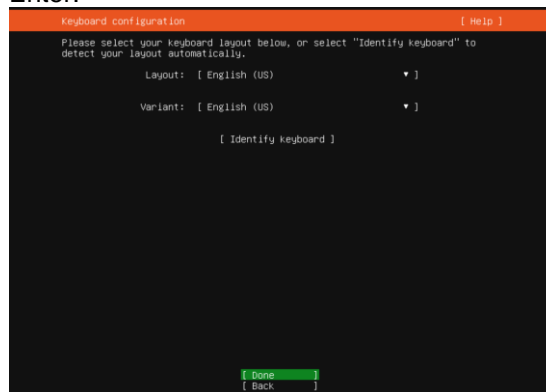 Enter.
Keyboard configuration [ Help ]
Please select your keyboard layout below, or select "Identify keyboard" to
detect your layout automatically.
Layout: [ English (US) ▾ ]
Variant: [ English (US) ▾ ]
[ Identify keyboard ]
[ Done ]
[ Back ]